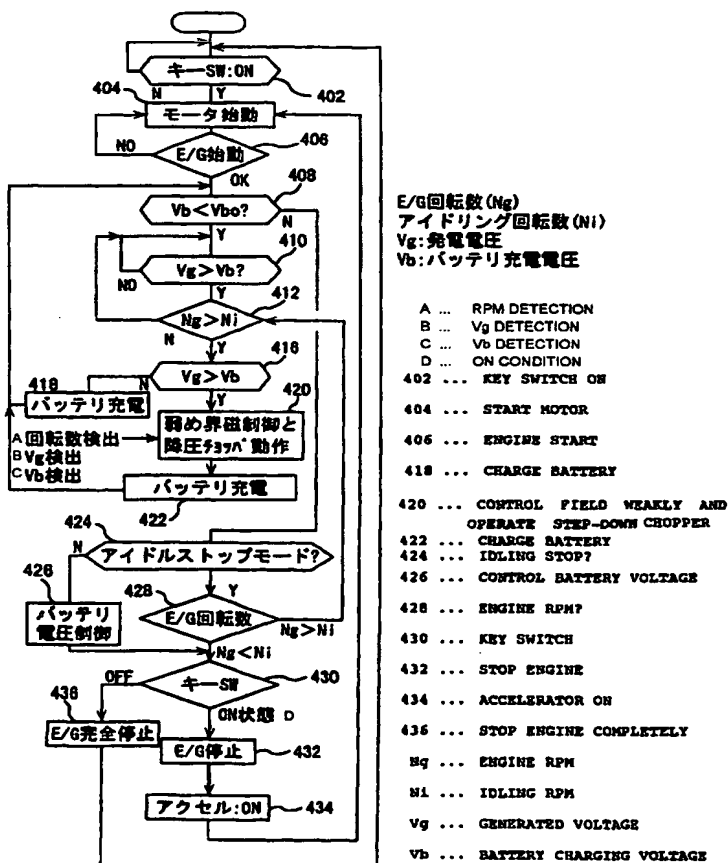 キーSW:ON
402
N
Y
404
モータ始動
NO
E/G始動
406
OK
Vb<Vbo?
408
N
Y
410
Vg>Vb?
NO
Y
412
Ng>Ni
N
Y
416
Vg>Vb
N
Y
418
バッテリ充電
420
弱め界磁制御と
降圧チョッパ動作
A 回転数検出
B Vg検出
C Vb検出
バッテリ充電
422
424
N
アイドルストップモード?
Y
426
バッテリ
電圧制御
428
E/G回転数
Ng>Ni
Ng<Ni
キーSW
430
OFF
ON状態 D
436
E/G完全停止
E/G停止
432
アクセル:ON
434
E/G回転数(Ng)
アイドリング回転数(Ni)
Vg:発電電圧
Vb:バッテリ充電電圧
A ... RPM DETECTION
B ... Vg DETECTION
C ... Vb DETECTION
D ... ON CONDITION
402 ... KEY SWITCH ON
404 ... START MOTOR
406 ... ENGINE START
418 ... CHARGE BATTERY
420 ... CONTROL FIELD WEAKLY AND
OPERATE STEP-DOWN CHOPPER
422 ... CHARGE BATTERY
424 ... IDLING STOP?
426 ... CONTROL BATTERY VOLTAGE
428 ... ENGINE RPM?
430 ... KEY SWITCH
432 ... STOP ENGINE
434 ... ACCELERATOR ON
436 ... STOP ENGINE COMPLETELY
Ng ... ENGINE RPM
Ni ... IDLING RPM
Vg ... GENERATED VOLTAGE
Vb ... BATTERY CHARGING VOLTAGE